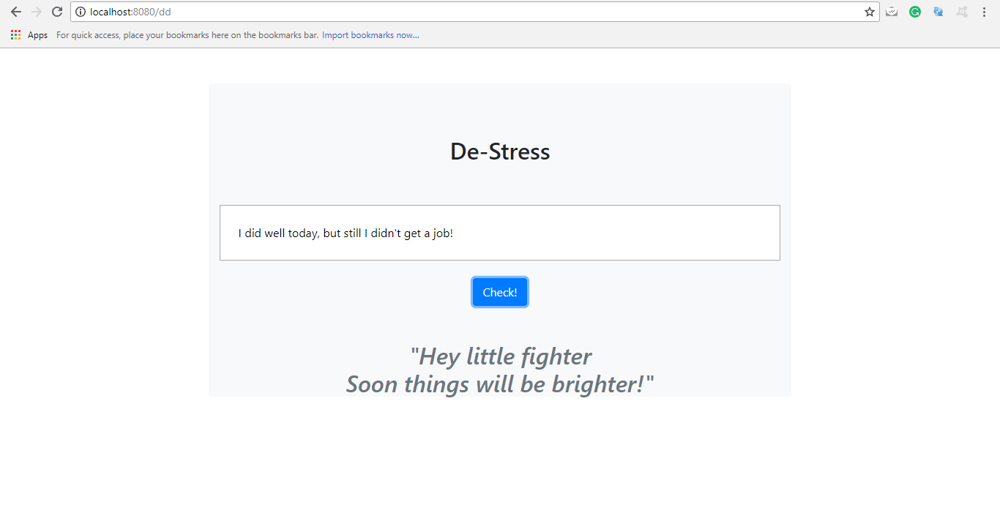 localhost:8080/dd
Apps For quick access, place your bookmarks here on the bookmarks bar. Import bookmarks now...
De-Stress
I did well today, but still I didn't get a job!
Check!
"Hey little fighter
Soon things will be brighter!"